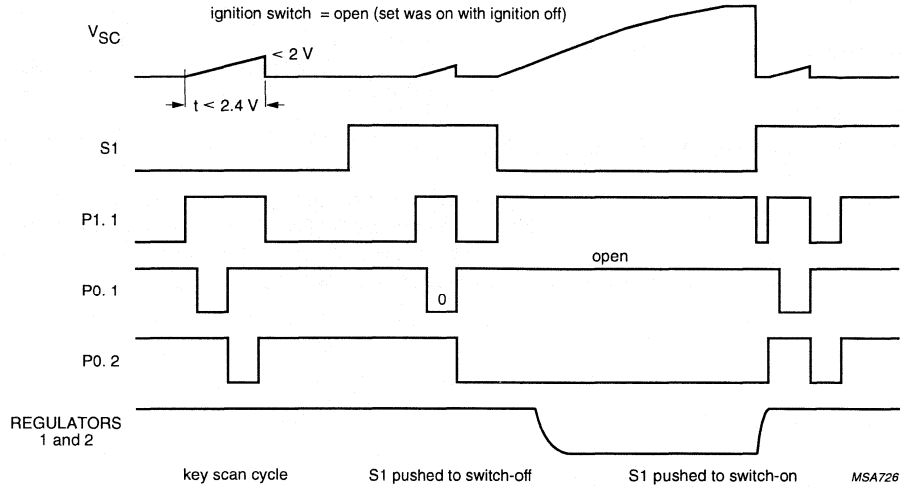 ignition switch = open (set was on with ignition off)
VSC
< 2 V
t < 2.4 V
S1
P1. 1
open
P0. 1
0
P0. 2
REGULATORS
1 and 2
key scan cycle
S1 pushed to switch-off
S1 pushed to switch-on
MSA726